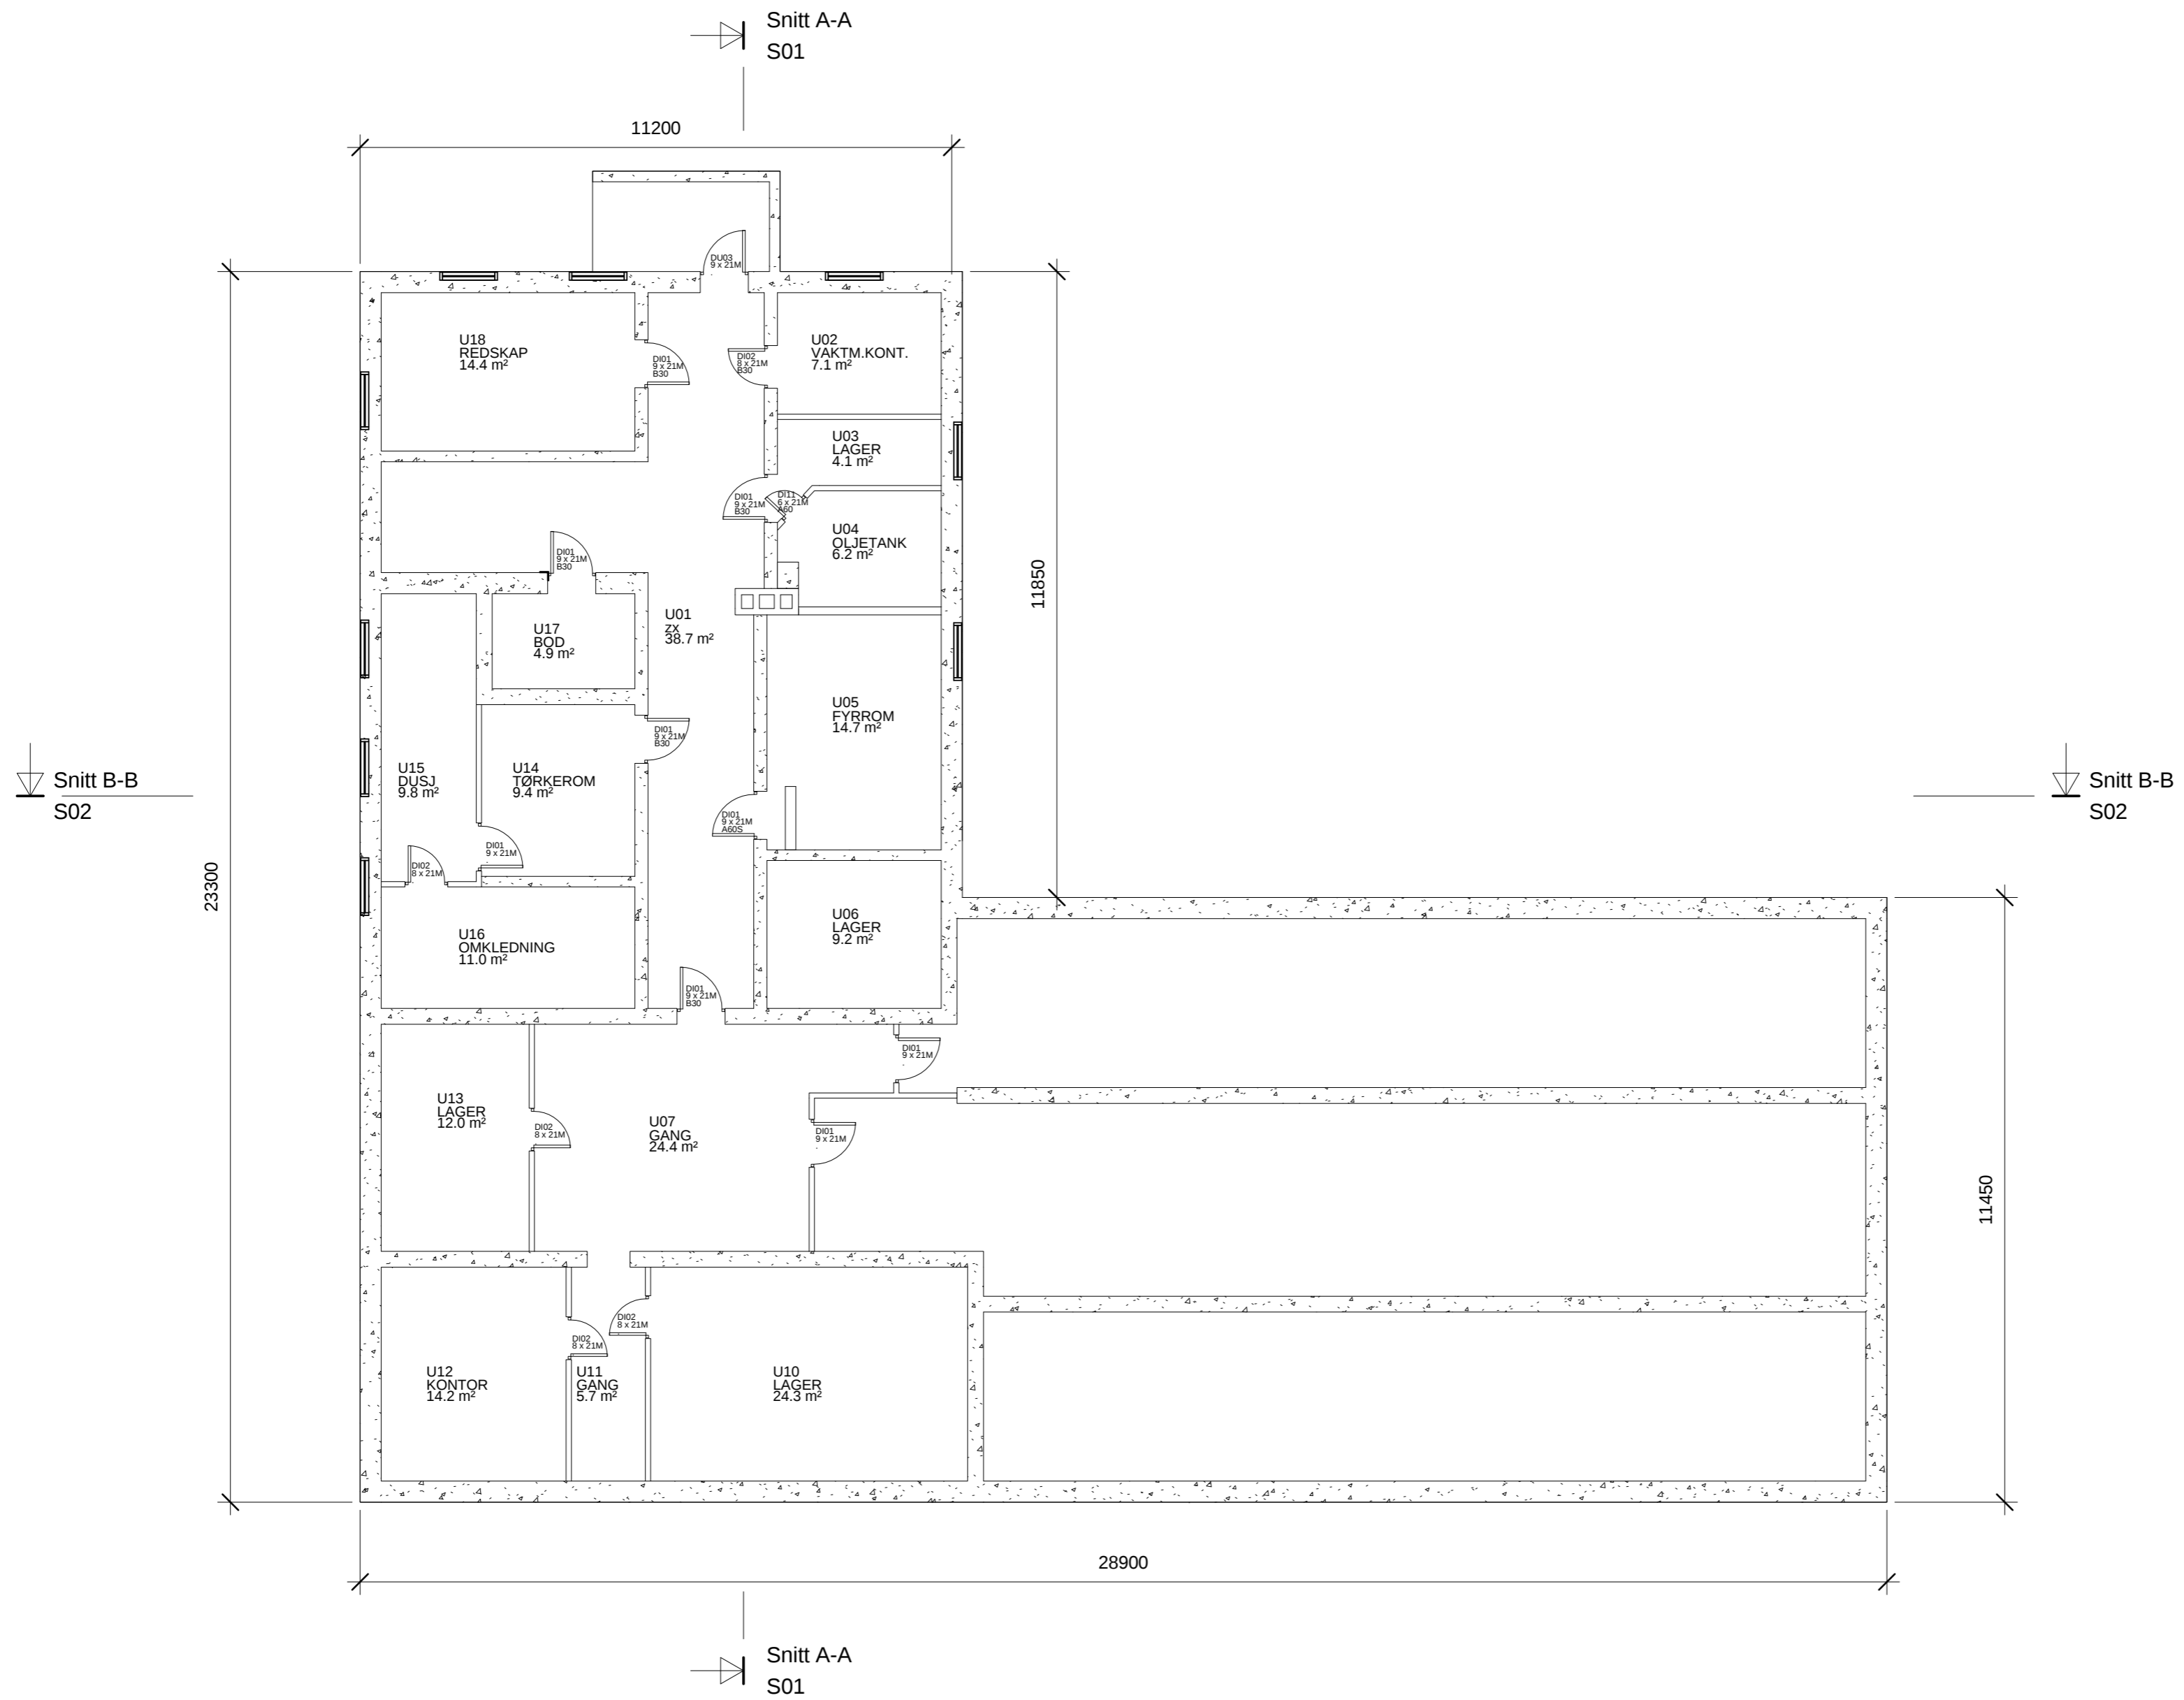 Snitt A-A
S01
11200
DU03
9 x 21M
U18
REDSKAP
14.4 m²
DI01
9 x 21M
B30
DI02
8 x 21M
B30
U02
VAKTM.KONT.
7.1 m²
U03
LAGER
4.1 m²
DI01
9 x 21M
B30
DI11
6 x 21M
A60
U04
OLJETANK
6.2 m²
DI01
9 x 21M
B30
11850
U17
BOD
4.9 m²
U01
zx
38.7 m²
U05
FYRROM
14.7 m²
DI01
9 x 21M
B30
Snitt B-B
S02
U15
DUSJ
9.8 m²
U14
TØRKEROM
9.4 m²
Snitt B-B
S02
DI01
9 x 21M
A60S
DI01
9 x 21M
DI02
8 x 21M
23300
U16
OMKLEDNING
11.0 m²
U06
LAGER
9.2 m²
DI01
9 x 21M
B30
DI01
9 x 21M
U13
LAGER
12.0 m²
DI02
8 x 21M
U07
GANG
24.4 m²
DI01
9 x 21M
11450
DI02
8 x 21M
DI02
8 x 21M
U12
KONTOR
14.2 m²
U11
GANG
5.7 m²
U10
LAGER
24.3 m²
28900
Snitt A-A
S01